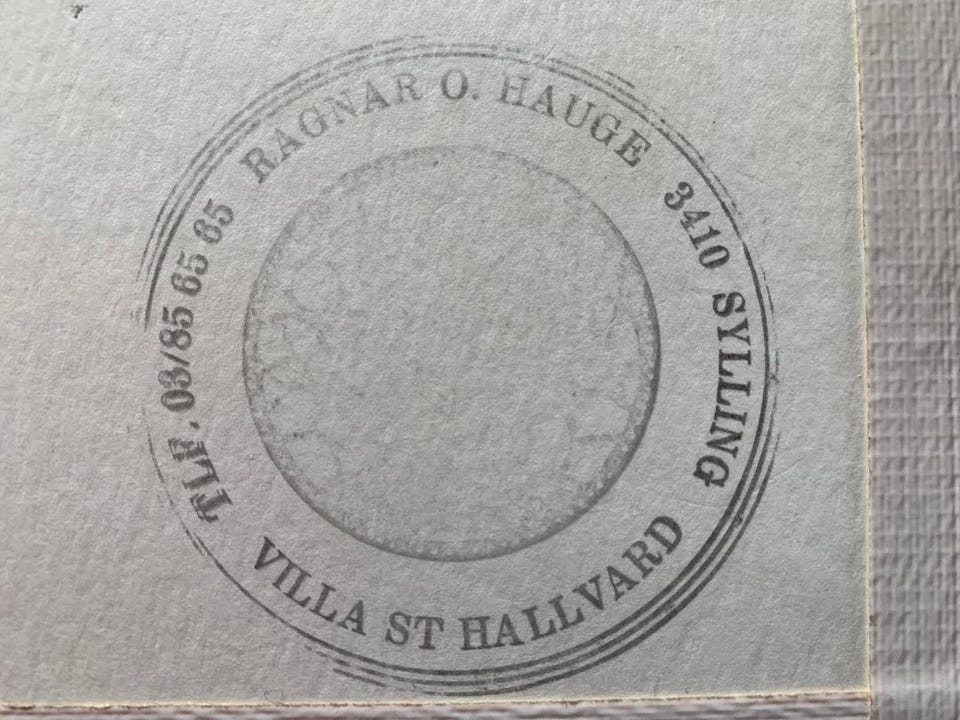 RAGNAR O. HAUGE
3410 SYLLING
VILLA ST HALLVARD
TLF. 03/85 65 65